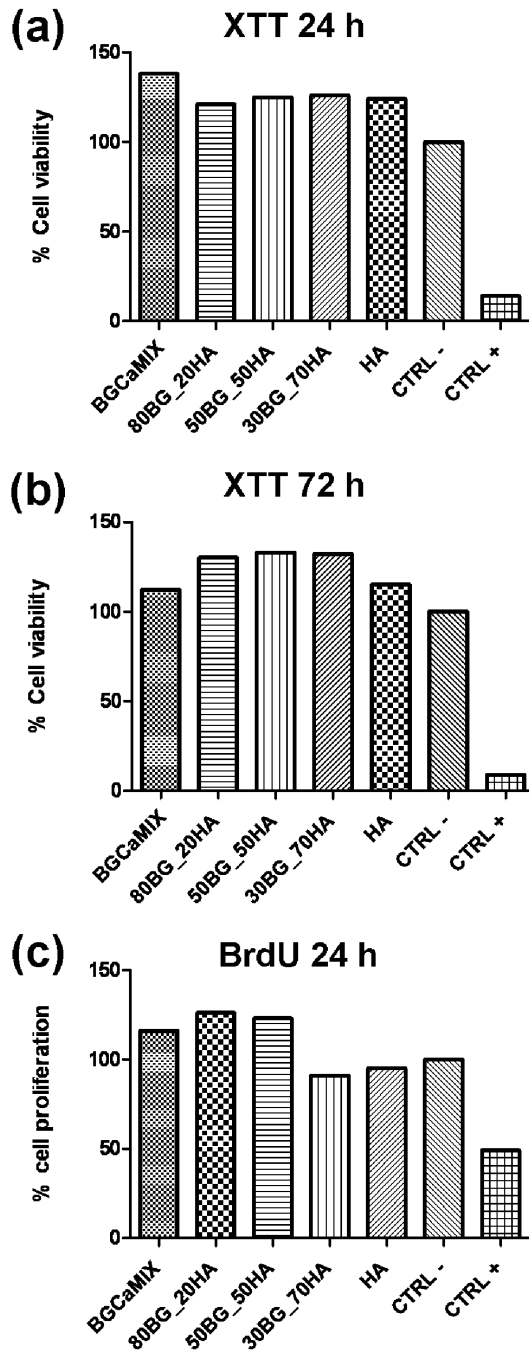 (a)
XTT 24 h
% Cell viability
150
100
50
0
BGCaMIX
80BG_20HA
50BG_50HA
30BG_70HA
HA
CTRL -
CTRL +
(b)
XTT 72 h
% Cell viability
150
100
50
0
BGCaMIX
80BG_20HA
50BG_50HA
30BG_70HA
HA
CTRL -
CTRL +
(c)
BrdU 24 h
% cell proliferation
150
100
50
0
BGCaMIX
80BG_20HA
50BG_50HA
30BG_70HA
HA
CTRL -
CTRL +